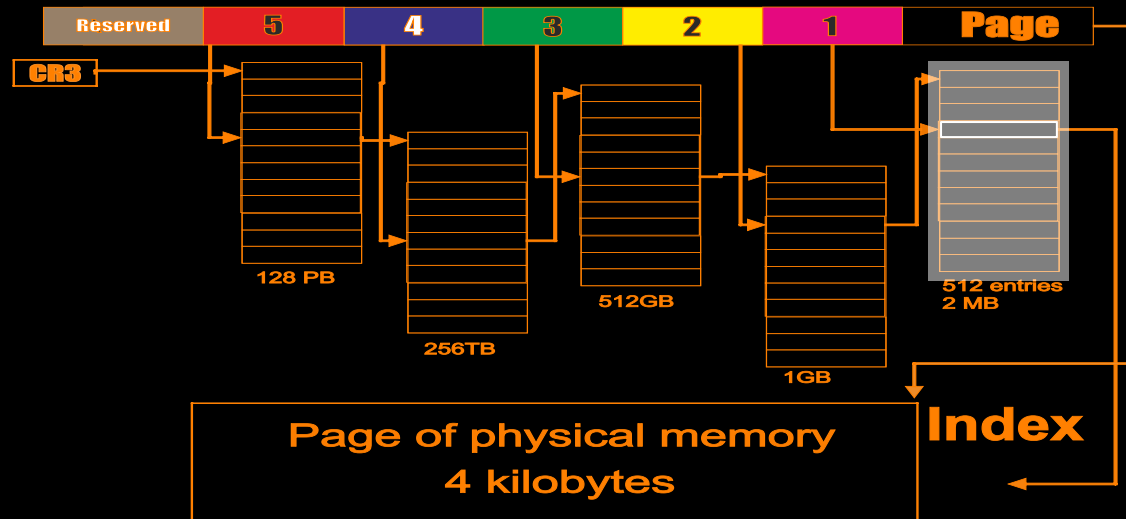 Reserved 5 4 3 2 1 Page
CR3
128 PB
256TB
512GB
1GB
512 entries
2 MB
Index
Page of physical memory
4 kilobytes